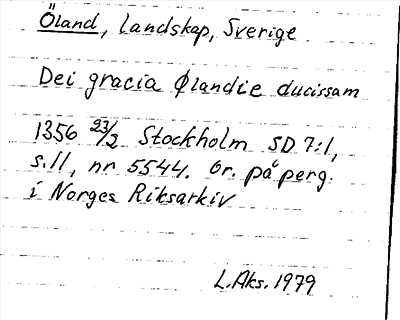 Öland, Landskap, Sverige
Dei gracia Ølandie ducissam
1356 23/2 Stockholm SD 7:1,
s. 11, nr 5544. Or. på perg.
i Norges Riksarkiv
L. Aks. 1979